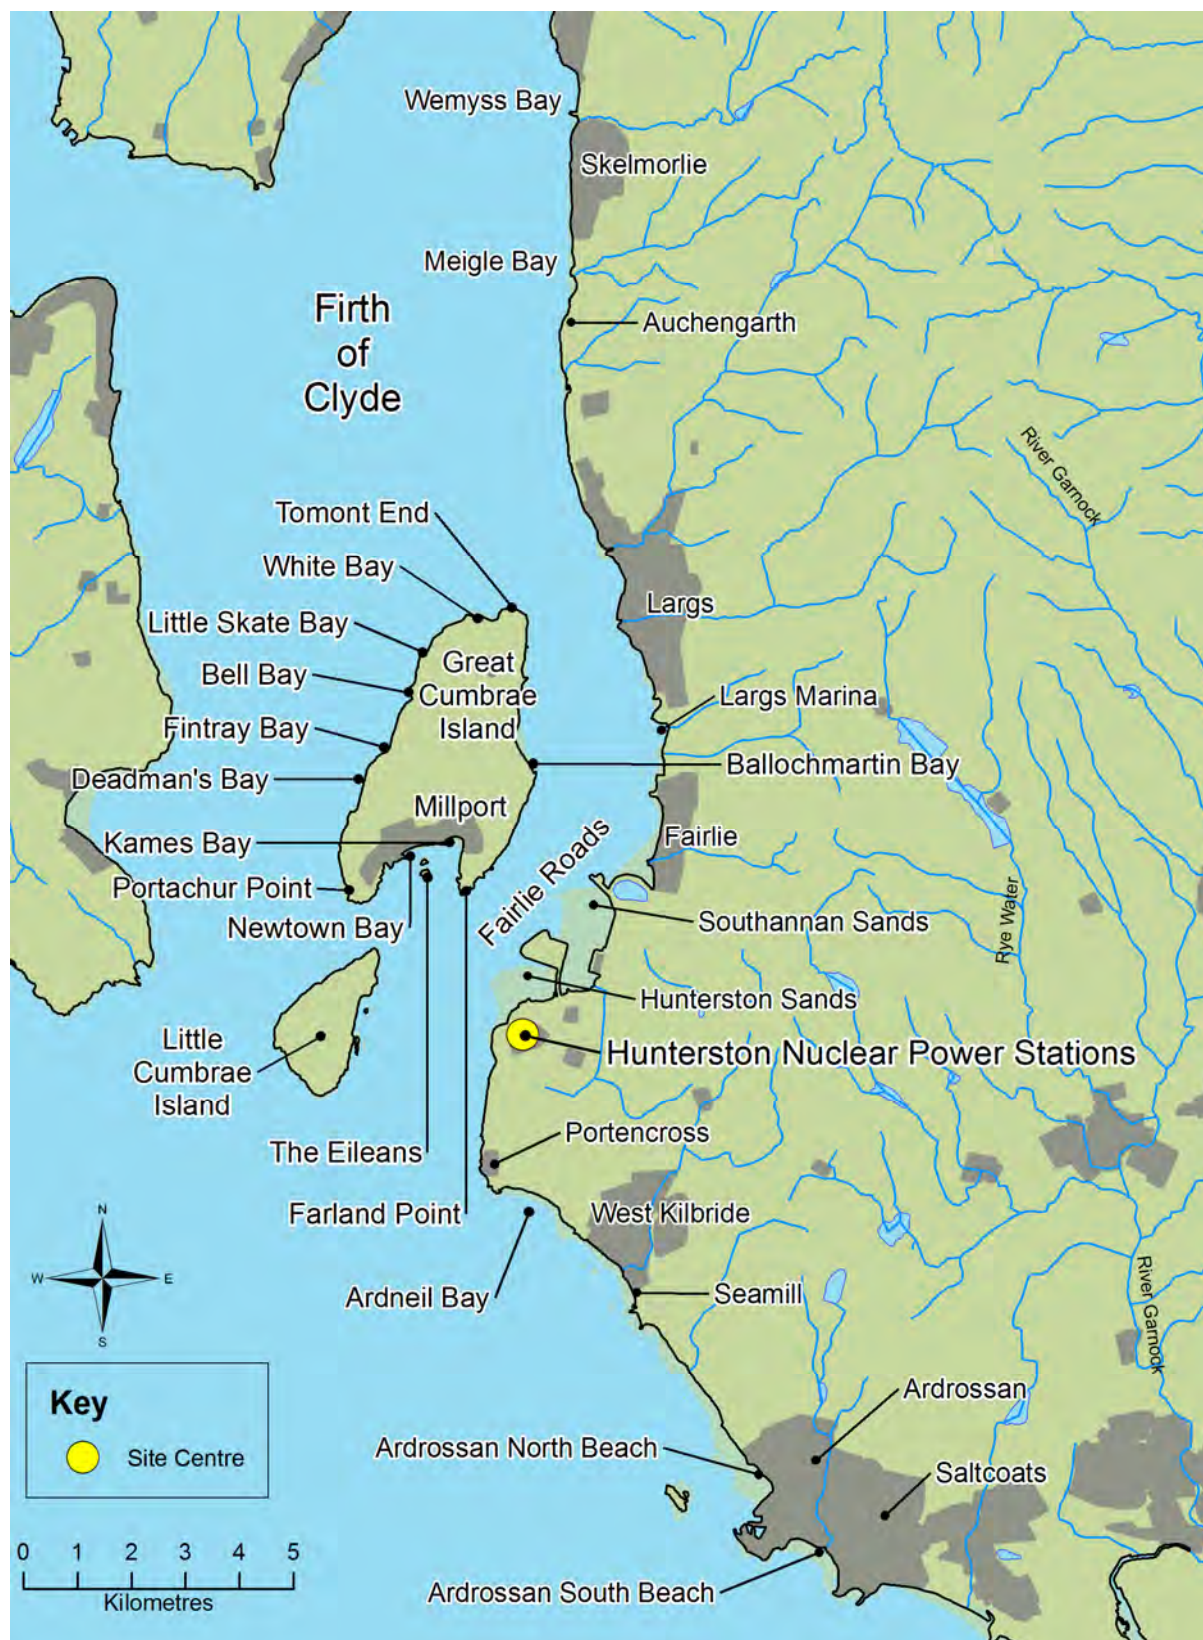 Wemyss Bay
Skelmorlie
Meigle Bay
Firth
of
Clyde
Auchengarth
River Garnock
Tomont End
White Bay
Little Skate Bay
Largs
Great
Cumbrae
Island
Bell Bay
Largs Marina
Fintray Bay
Ballochmartin Bay
Deadman's Bay
Millport
Kames Bay
Fairlie
Portachur Point
Fairlie Roads
Newtown Bay
Southannan Sands
Rye Water
Hunterston Sands
Little
Cumbrae
Island
Hunterston Nuclear Power Stations
The Eileans
Portencross
Farland Point
West Kilbride
N
W
E
S
Ardneil Bay
Seamill
River Garnock
Key
Site Centre
Ardrossan
Ardrossan North Beach
Saltcoats
0 1 2 3 4 5
Kilometres
Ardrossan South Beach